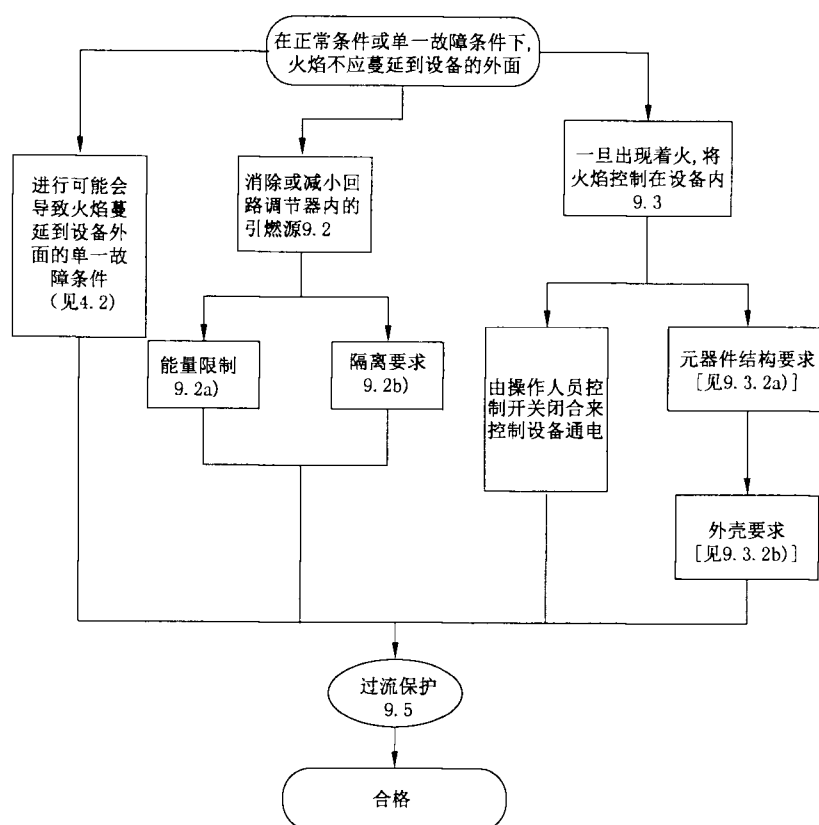 在正常条件或单一故障条件下,
火焰不应蔓延到设备的外面
进行可能会
导致火焰蔓
延到设备外
面的单一故
障条件
(见4.2)
消除或减小回
路调节器内的
引燃源9.2
一旦出现着火,将
火焰控制在设备内
9.3
能量限制
9.2a)
隔离要求
9.2b)
由操作人员控
制开关闭合来
控制设备通电
元器件结构要求
[见9.3.2a)]
外壳要求
[见9.3.2b)]
过流保护
9.5
合格